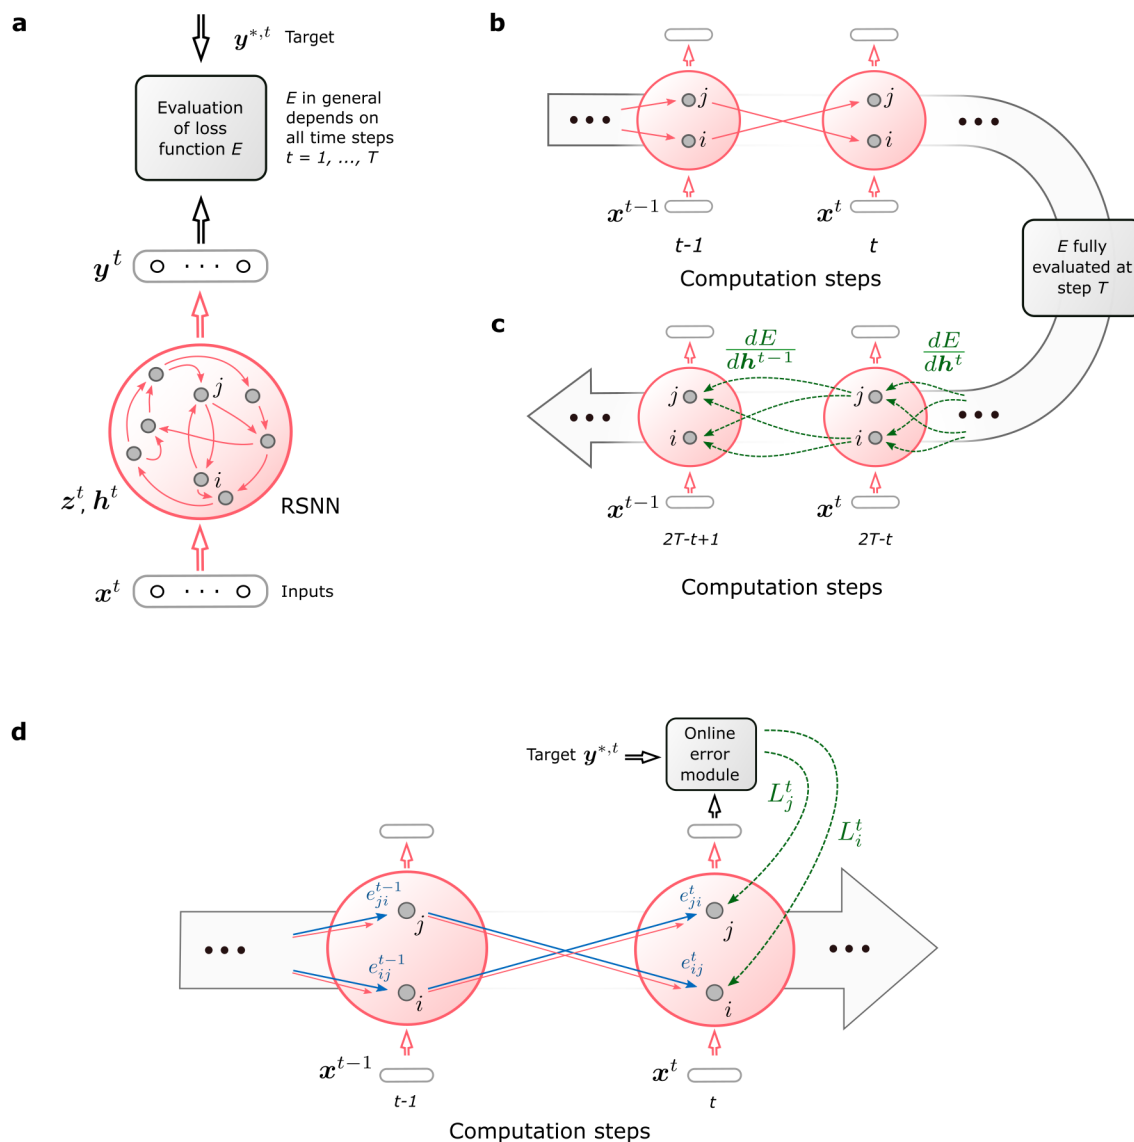 a
y*,t Target
Evaluation
of loss
function E
E in general
depends on
all time steps
t = 1, ..., T
y^t
j
i
z^t, h^t
RSNN
x^t
Inputs
b
j
j
i
i
x^{t-1}
x^t
t-1
t
Computation steps
E fully
evaluated at
step T
c
dE/dh^{t-1}
dE/dh^t
j
j
i
i
x^{t-1}
x^t
2T-t+1
2T-t
Computation steps
d
Target y*,t
Online
error
module
L_j^t
L_i^t
e_{ji}^{t-1}
e_{ji}^t
j
j
e_{ij}^{t-1}
e_{ij}^t
i
i
x^{t-1}
x^t
t-1
t
Computation steps